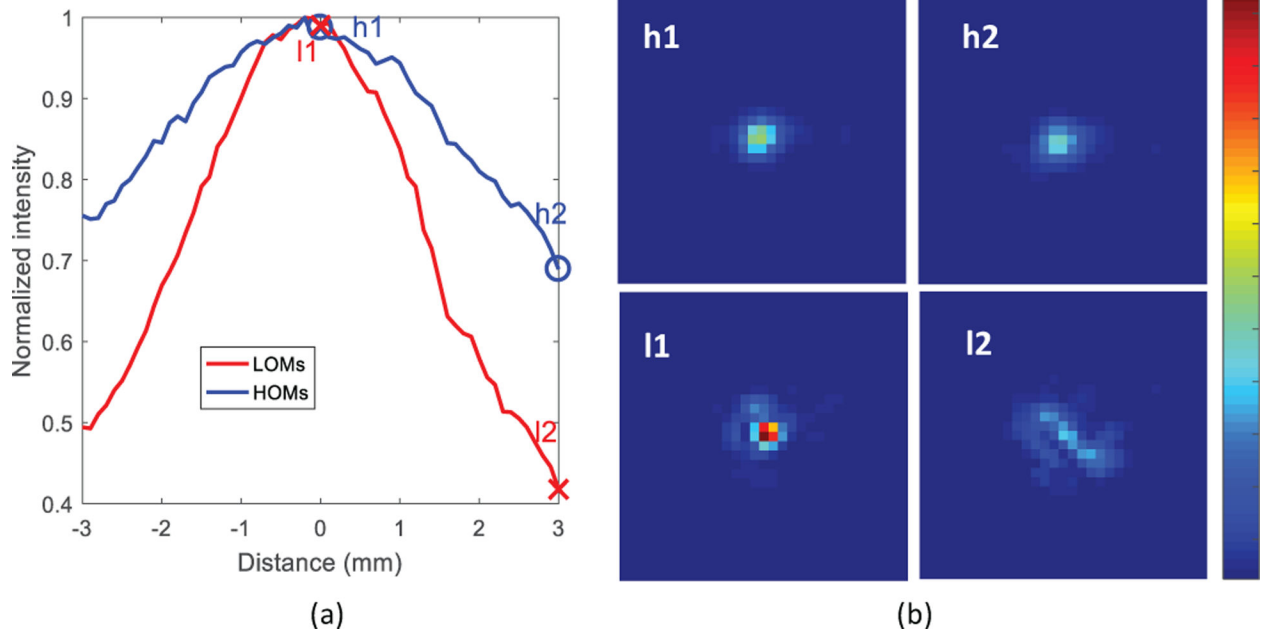 1
0.9
0.8
0.7
0.6
0.5
0.4
Normalized intensity
h1
l1
h2
l2
LOMs
HOMs
-3 -2 -1 0 1 2 3
Distance (mm)
(a)
h1 h2
l1 l2
(b)